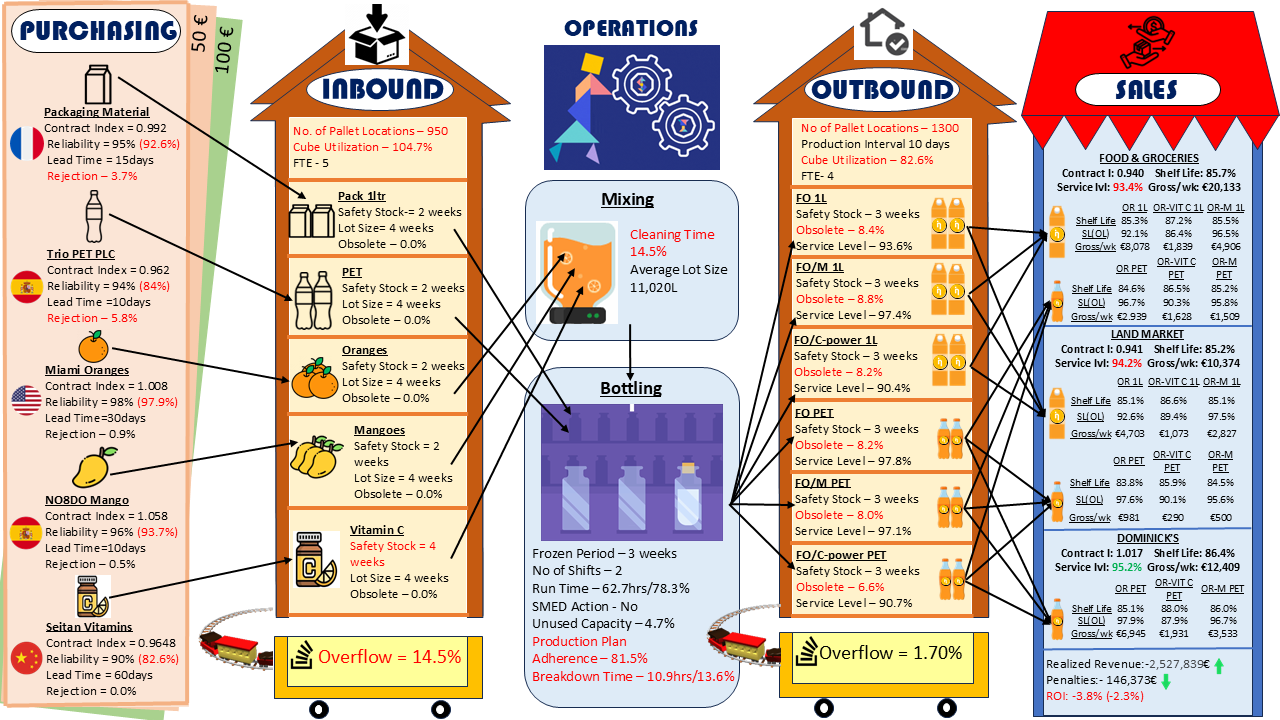 PURCHASING
50 €
100 €
Packaging Material
Contract Index = 0.992
Reliability = 95% (92.6%)
Lead Time = 15days
Rejection – 3.7%
Trio PET PLC
Contract Index = 0.962
Reliability = 94% (84%)
Lead Time =10days
Rejection – 5.8%
Miami Oranges
Contract Index = 1.008
Reliability = 98% (97.9%)
Lead Time=30days
Rejection – 0.9%
NO8DO Mango
Contract Index = 1.058
Reliability = 96% (93.7%)
Lead Time=10days
Rejection – 0.5%
C
Seitan Vitamins
Contract Index = 0.9648
Reliability = 90% (82.6%)
Lead Time = 60days
Rejection = 0.0%
INBOUND
No. of Pallet Locations – 950
Cube Utilization – 104.7%
FTE - 5
Pack 1ltr
Safety Stock-= 2 weeks
Lot Size= 4 weeks
Obsolete – 0.0%
PET
Safety Stock = 2 weeks
Lot Size = 4 weeks
Obsolete – 0.0%
Oranges
Safety Stock = 2 weeks
Lot Size = 4 weeks
Obsolete – 0.0%
Mangoes
Safety Stock = 2
weeks
Lot Size = 4 weeks
Obsolete – 0.0%
C
Vitamin C
Safety Stock = 4
weeks
Lot Size = 4 weeks
Obsolete – 0.0%
Overflow = 14.5%
OPERATIONS
Mixing
Cleaning Time
14.5%
Average Lot Size
11,020L
Bottling
Frozen Period – 3 weeks
No of Shifts – 2
Run Time – 62.7hrs/78.3%
SMED Action - No
Unused Capacity – 4.7%
Production Plan
Adherence – 81.5%
Breakdown Time – 10.9hrs/13.6%
OUTBOUND
No of Pallet Locations – 1300
Production Interval 10 days
Cube Utilization – 82.6%
FTE- 4
FO 1L
Safety Stock – 3 weeks
Obsolete – 8.4%
Service Level – 93.6%
FO/M 1L
Safety Stock – 3 weeks
Obsolete – 8.8%
Service Level – 97.4%
FO/C-power 1L
Safety Stock – 3 weeks
Obsolete – 8.2%
Service Level – 90.4%
FO PET
Safety Stock – 3 weeks
Obsolete – 8.2%
Service Level – 97.8%
FO/M PET
Safety Stock – 3 weeks
Obsolete – 8.0%
Service Level – 97.1%
FO/C-power PET
Safety Stock – 3 weeks
Obsolete – 6.6%
Service Level – 90.7%
Overflow = 1.70%
SALES
FOOD & GROCERIES
Contract I: 0.940 Shelf Life: 85.7%
Service lvl: 93.4% Gross/wk: €20,133
OR 1L OR-VIT C 1L OR-M 1L
Shelf Life 85.3% 87.2% 85.5%
SL(OL) 92.1% 86.4% 96.5%
Gross/wk €8,078 €1,839 €4,906
OR PET OR-VIT C PET OR-M PET
Shelf Life 84.6% 86.5% 85.2%
SL(OL) 96.7% 90.3% 95.8%
Gross/wk €2.939 €1,628 €1,509
LAND MARKET
Contract I: 0.941 Shelf Life: 85.2%
Service lvl: 94.2% Gross/wk: €10,374
OR 1L OR-VIT C 1L OR-M 1L
Shelf Life 85.1% 86.6% 85.1%
SL(OL) 92.6% 89.4% 97.5%
Gross/wk €4,703 €1,073 €2,827
OR PET OR-VIT C PET OR-M PET
Shelf Life 83.8% 85.9% 84.5%
SL(OL) 97.6% 90.1% 95.6%
Gross/wk €981 €290 €500
DOMINICK'S
Contract I: 1.017 Shelf Life: 86.4%
Service lvl: 95.2% Gross/wk: €12,409
OR PET OR-VIT C PET OR-M PET
Shelf Life 85.1% 88.0% 86.0%
SL(OL) 97.9% 87.9% 96.7%
Gross/wk €6,945 €1,931 €3,533
Realized Revenue:-2,527,839€
Penalties:- 146,373€
ROI: -3.8% (-2.3%)